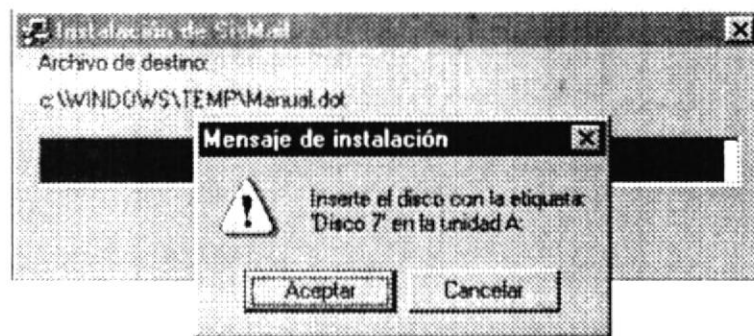 Instalación de SisMail
Archivo de destino:
c:\WINDOWS\TEMP\Manual.dot
Mensaje de instalación
Inserte el disco con la etiqueta:
'Disco 7' en la unidad A:
Aceptar
Cancelar